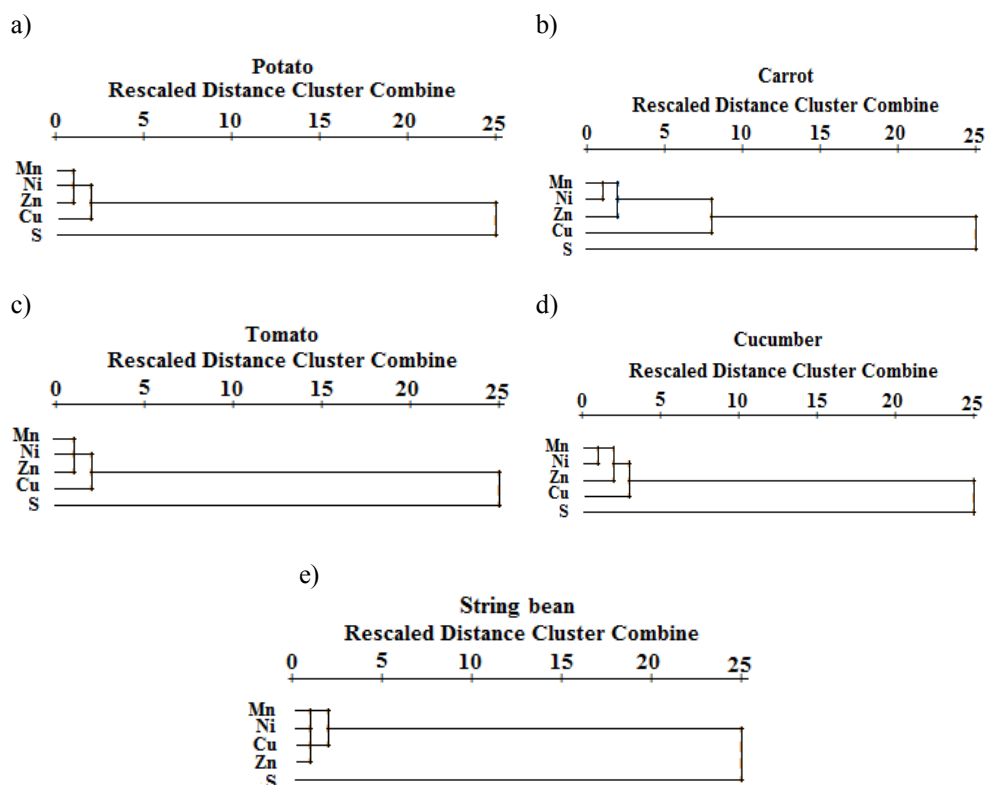 a)
Potato
Rescaled Distance Cluster Combine
0 5 10 15 20 25
Mn
Ni
Zn
Cu
S
b)
Carrot
Rescaled Distance Cluster Combine
0 5 10 15 20 25
Mn
Ni
Zn
Cu
S
c)
Tomato
Rescaled Distance Cluster Combine
0 5 10 15 20 25
Mn
Ni
Zn
Cu
S
d)
Cucumber
Rescaled Distance Cluster Combine
0 5 10 15 20 25
Mn
Ni
Zn
Cu
S
e)
String bean
Rescaled Distance Cluster Combine
0 5 10 15 20 25
Mn
Ni
Cu
Zn
S